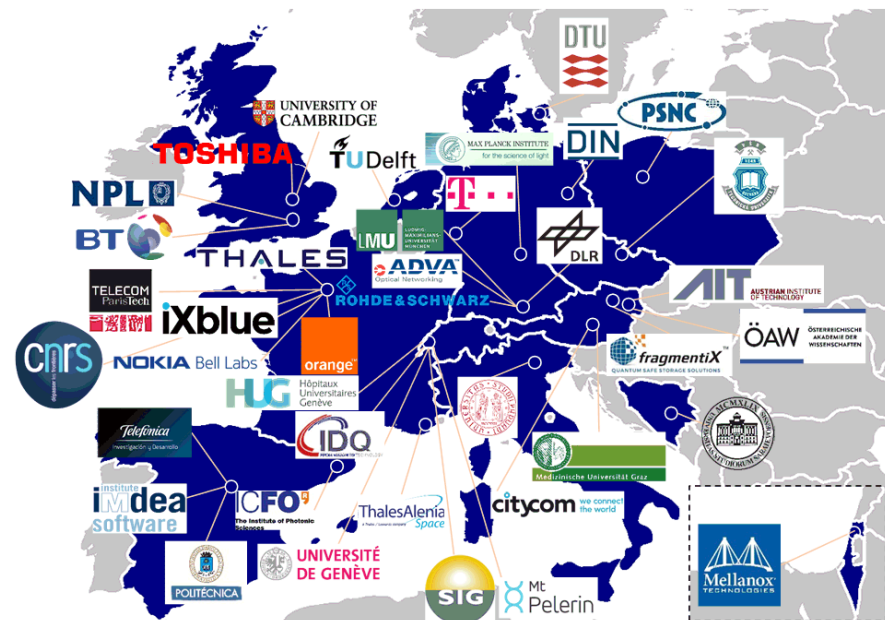 DTU
UNIVERSITY OF
CAMBRIDGE
PSNC
TOSHIBA
TUDelft
MAX PLANCK INSTITUTE
for the science of light
DIN
NPL
T
BT
LMU
LUDWIG
MAXIMILIANS
UNIVERSITÄT
MÜNCHEN
DLR
THALES
ADVA
Optical Networking
TELECOM
ParisTech
ROHDE & SCHWARZ
AIT
AUSTRIAN INSTITUTE
OF TECHNOLOGY
iXblue
cnrs
NOKIA Bell Labs
orange™
fragmentiX
QUANTUM SAFE STORAGE SOLUTIONS
ÖAW
ÖSTERREICHISCHE
AKADEMIE DER
WISSENSCHAFTEN
HUG
Hôpitaux
Universitaires
Genève
Telefónica
Investigación y Desarrollo
IDQ
Medizinische Universität Graz
institute
iMdea
software
ICFO
The Institute of Photonic
Sciences
ThalesAlenia
Space
citycom
we connect
the world
POLITÉCNICA
UNIVERSITÉ
DE GENÈVE
SIG
Mt
Pelerin
Mellanox
TECHNOLOGIES